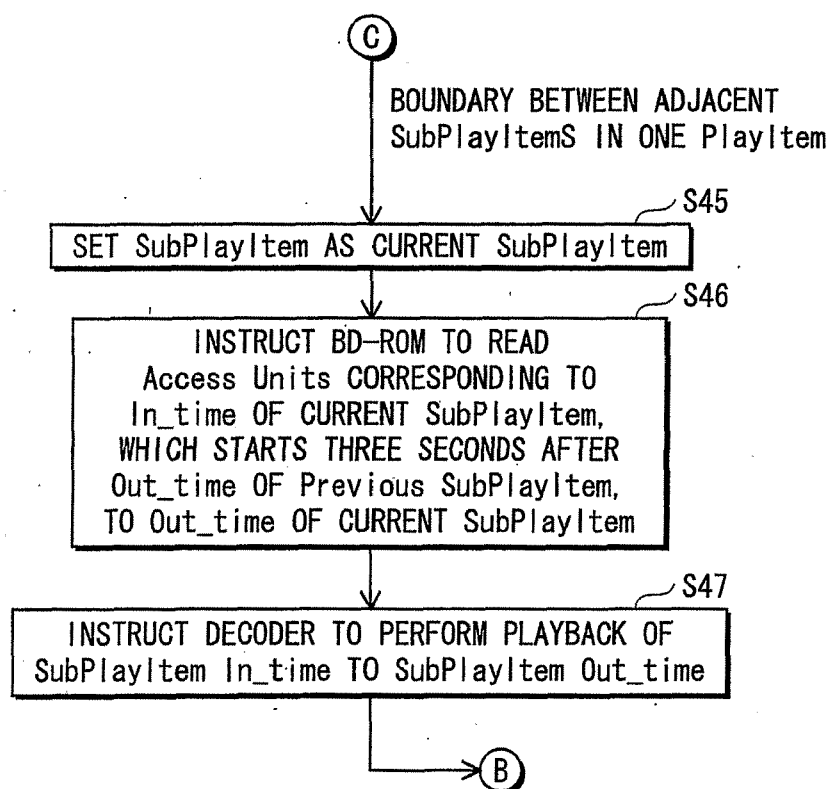 C
BOUNDARY BETWEEN ADJACENT
SubPlayItemS IN ONE PlayItem
S45
SET SubPlayItem AS CURRENT SubPlayItem
S46
INSTRUCT BD-ROM TO READ
Access Units CORRESPONDING TO
In_time OF CURRENT SubPlayItem,
WHICH STARTS THREE SECONDS AFTER
Out_time OF Previous SubPlayItem,
TO Out_time OF CURRENT SubPlayItem
S47
INSTRUCT DECODER TO PERFORM PLAYBACK OF
SubPlayItem In_time TO SubPlayItem Out_time
B